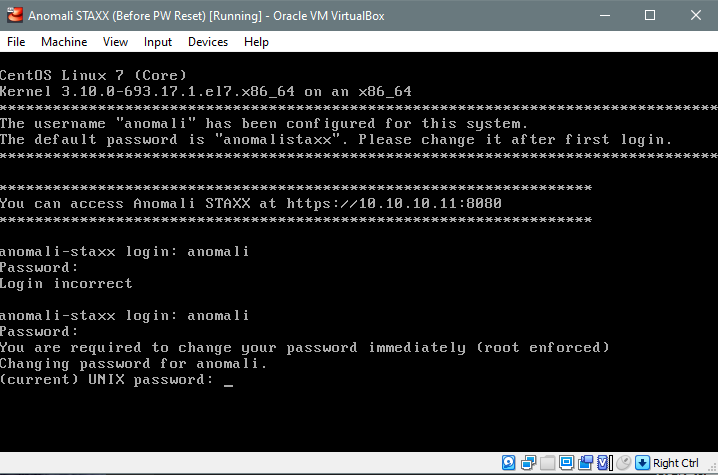 Anomali STAXX (Before PW Reset) [Running] - Oracle VM VirtualBox
File Machine View Input Devices Help
CentOS Linux 7 (Core)
Kernel 3.10.0-693.17.1.el7.x86_64 on an x86_64
********************************************************************************
The username "anomali" has been configured for this system.
The default password is "anomalistaxx". Please change it after first login.
********************************************************************************
******************************************************************
You can access Anomali STAXX at https://10.10.10.11:8080
******************************************************************
anomali-staxx login: anomali
Password:
Login incorrect
anomali-staxx login: anomali
Password:
You are required to change your password immediately (root enforced)
Changing password for anomali.
(current) UNIX password: _
Right Ctrl